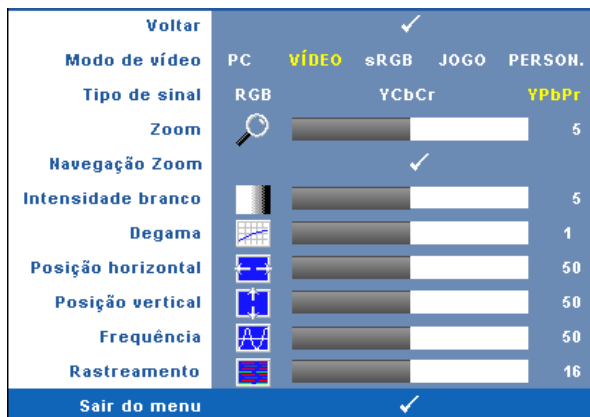 Voltar
Modo de vídeo PC VÍDEO sRGB JOGO PERSON.
Tipo de sinal RGB YCbCr YPbPr
Zoom 5
Navegação Zoom
Intensidade branco 5
Degama 1
Posição horizontal 50
Posição vertical 50
Frequência 50
Rastreamento 16
Sair do menu